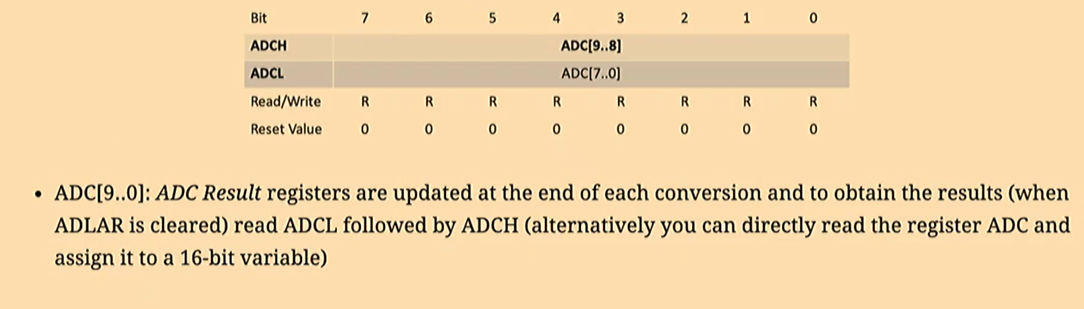 Bit 7 6 5 4 3 2 1 0
ADCH ADC[9..8]
ADCL ADC[7..0]
Read/Write R R R R R R R R
Reset Value 0 0 0 0 0 0 0 0
• ADC[9..0]: ADC Result registers are updated at the end of each conversion and to obtain the results (when
ADLAR is cleared) read ADCL followed by ADCH (alternatively you can directly read the register ADC and
assign it to a 16-bit variable)